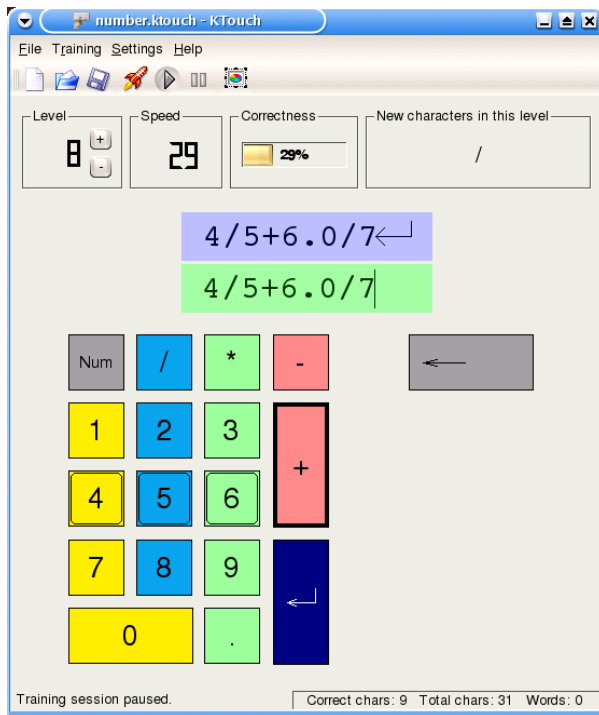 number.ktouch - KTouch
File Training Settings Help
Level Speed Correctness New characters in this level
8 + - 29 29% /
4/5+6.0/7
4/5+6.0/7
Num / * -
1 2 3 +
4 5 6
7 8 9
0 .
Training session paused. Correct chars: 9 Total chars: 31 Words: 0